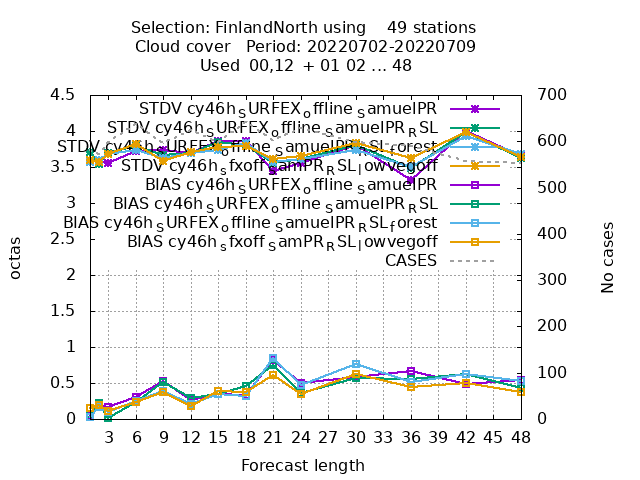 Selection: FinlandNorth using    49 stations
Cloud cover   Period: 20220702-20220709
Used  00,12  + 01 02 ... 48
4.5
4
3.5
3
2.5
2
1.5
1
0.5
0
octas
STDV cy46h_SURFEX_offline_SamuelPR
STDV cy46h_SURFEX_offline_SamuelPR_RSL
STDV cy46h_SURFEX_offline_SamuelPR_RSL_forest
STDV cy46h_sfxoff_SamPR_RSL_lowvegoff
BIAS cy46h_SURFEX_offline_SamuelPR
BIAS cy46h_SURFEX_offline_SamuelPR_RSL
BIAS cy46h_SURFEX_offline_SamuelPR_RSL_forest
BIAS cy46h_sfxoff_SamPR_RSL_lowvegoff
CASES
700
600
500
400
300
200
100
0
No cases
3 6 9 12 15 18 21 24 27 30 33 36 39 42 45 48
Forecast length